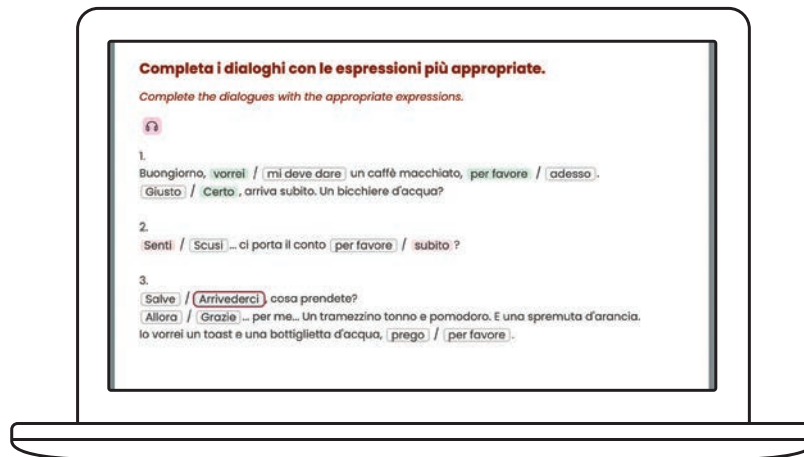 Completa i dialoghi con le espressioni più appropriate.
Complete the dialogues with the appropriate expressions.
1.
Buongiorno, vorrei / mi deve dare un caffè macchiato, per favore / adesso.
Giusto / Certo, arriva subito. Un bicchiere d'acqua?
2.
Senti / Scusi... ci porta il conto per favore / subito?
3.
Salve / Arrivederci, cosa prendete?
Allora / Grazie ... per me... Un tramezzino tonno e pomodoro. E una spremuta d'arancia.
Io vorrei un toast e una bottiglietta d'acqua, prego / per favore.